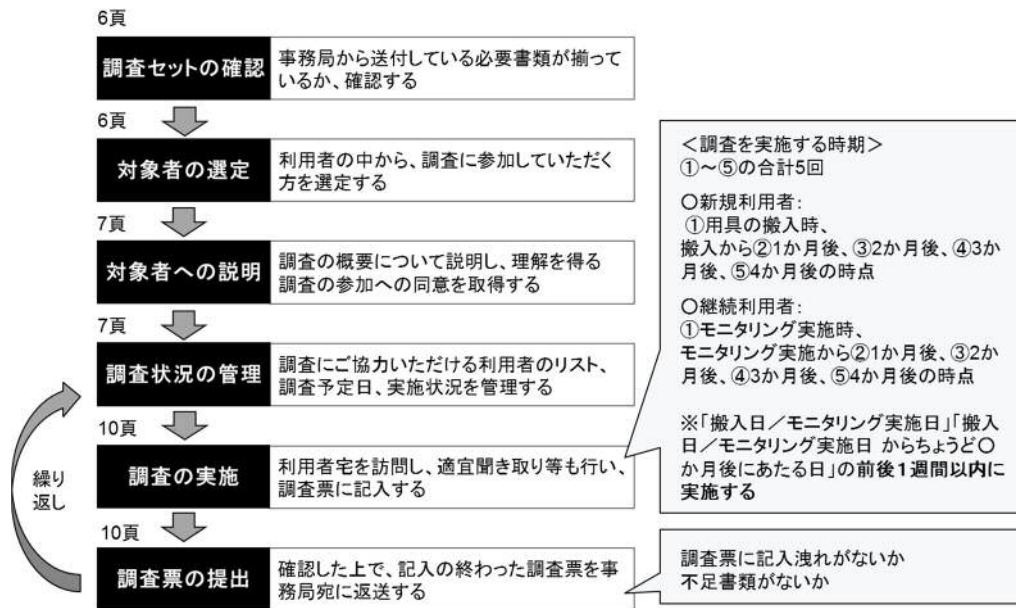 6頁
調査セットの確認
事務局から送付している必要書類が揃って
いるか、確認する
6頁
対象者の選定
利用者の中から、調査に参加していただく
方を選定する
7頁
対象者への説明
調査の概要について説明し、理解を得る
調査の参加への同意を取得する
7頁
調査状況の管理
調査にご協力いただける利用者のリスト、
調査予定日、実施状況を管理する
10頁
調査の実施
利用者宅を訪問し、適宜聞き取り等も行い、
調査票に記入する
10頁
調査票の提出
確認した上で、記入の終わった調査票を事
務局宛に返送する
繰り
返し
＜調査を実施する時期＞
①～⑤の合計5回
〇新規利用者：
①用具の搬入時、
搬入から②1か月後、③2か月後、④3か
月後、⑤4か月後の時点
〇継続利用者：
①モニタリング実施時、
モニタリング実施から②1か月後、③2か
月後、④3か月後、⑤4か月後の時点
※「搬入日／モニタリング実施日」「搬入
日／モニタリング実施日 からちょうど〇
か月後にあたる日」の前後１週間以内に
実施する
調査票に記入洩れがないか
不足書類がないか